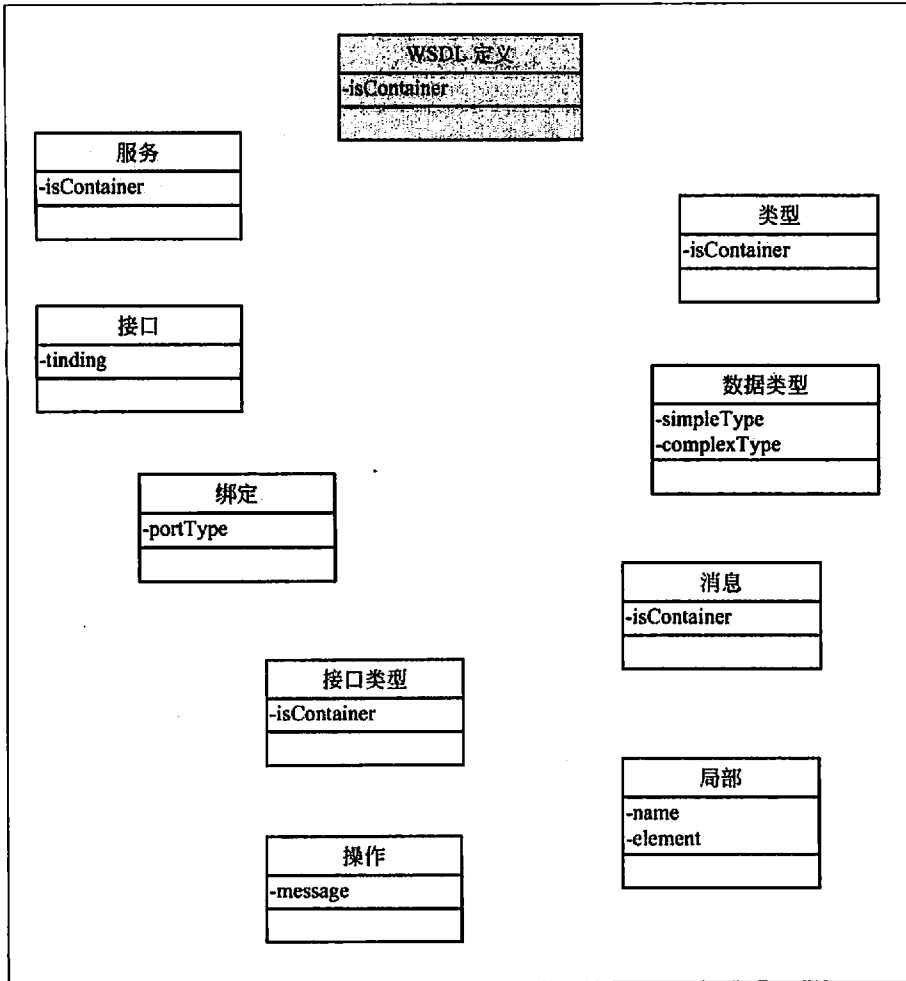 WSDL 定义
-isContainer
服务
-isContainer
类型
-isContainer
接口
-tinding
数据类型
-simpleType
-complexType
绑定
-portType
消息
-isContainer
接口类型
-isContainer
局部
-name
-element
操作
-message